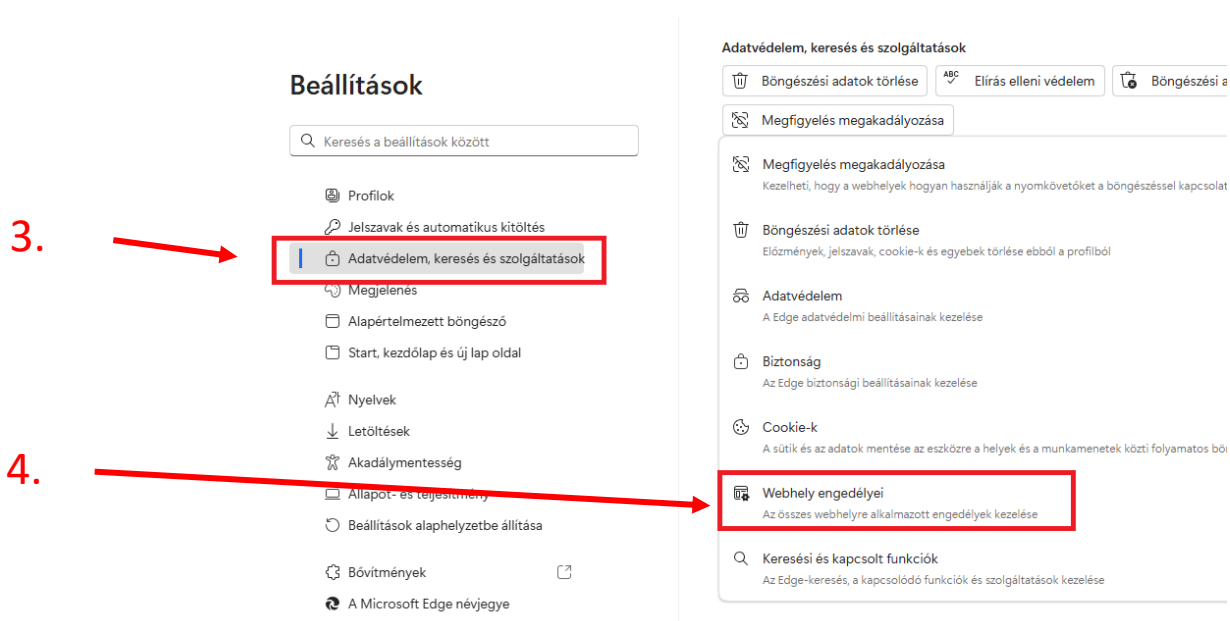 Beállítások
Keresés a beállítások között
Profilok
Jelszavak és automatikus kitöltés
3.
Adatvédelem, keresés és szolgáltatások
Megjelenés
Alapértelmezett böngésző
Start, kezdőlap és új lap oldal
Nyelvek
Letöltések
4.
Akadálymentesség
Állapot- és teljesítmény
Beállítások alaphelyzetbe állítása
Bővítmények
A Microsoft Edge névjegye
Adatvédelem, keresés és szolgáltatások
Böngészési adatok törlése ABC Elírás elleni védelem Böngészési a
Megfigyelés megakadályozása
Megfigyelés megakadályozása
Kezelheti, hogy a webhelyek hogyan használják a nyomkövetőket a böngészéssel kapcsolat
Böngészési adatok törlése
Előzmények, jelszavak, cookie-k és egyebek törlése ebből a profilból
Adatvédelem
A Edge adatvédelmi beállításainak kezelése
Biztonság
Az Edge biztonsági beállításainak kezelése
Cookie-k
A sütik és az adatok mentése az eszközre a helyek és a munkamenetek közti folyamatos bör
Webhely engedélyei
Az összes webhelyre alkalmazott engedélyek kezelése
Keresési és kapcsolt funkciók
Az Edge-keresés, a kapcsolódó funkciók és szolgáltatások kezelése